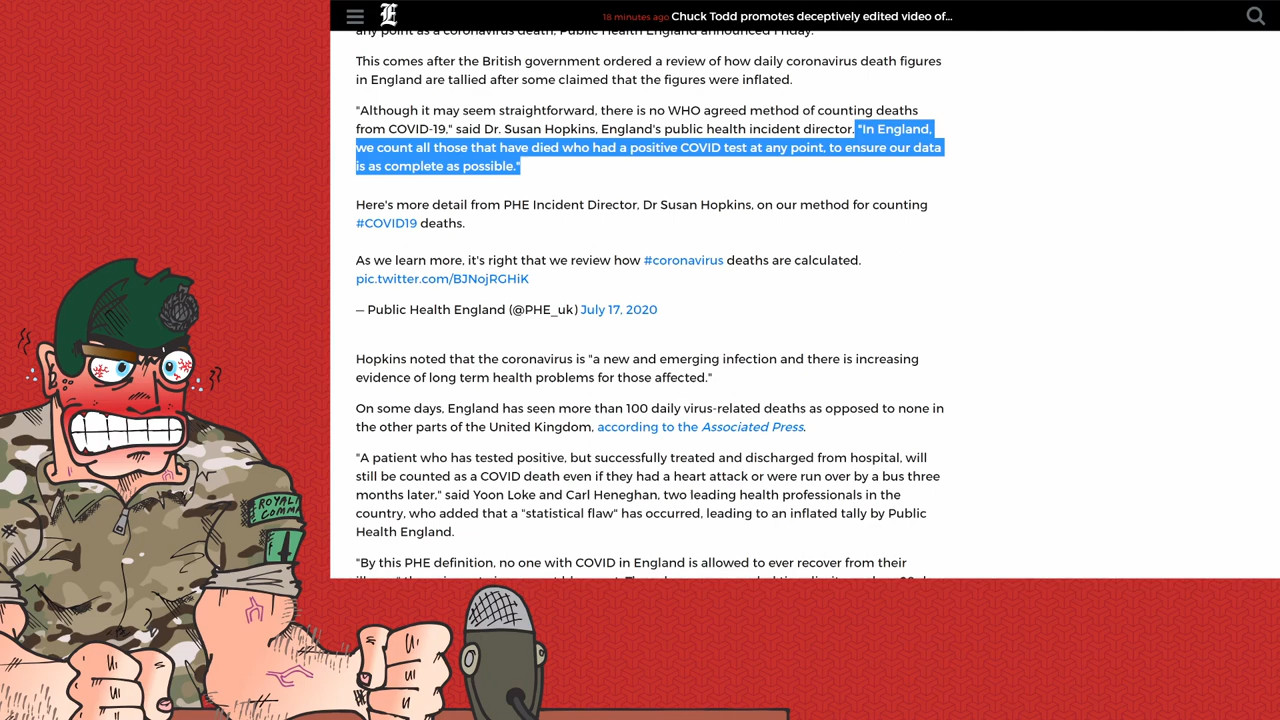 E
18 minutes ago Chuck Todd promotes deceptively edited video of...
any point as a coronavirus death, Public Health England announced Friday.
This comes after the British government ordered a review of how daily coronavirus death figures
in England are tallied after some claimed that the figures were inflated.
"Although it may seem straightforward, there is no WHO agreed method of counting deaths
from COVID-19," said Dr. Susan Hopkins, England's public health incident director. "In England,
we count all those that have died who had a positive COVID test at any point, to ensure our data
is as complete as possible."
Here's more detail from PHE Incident Director, Dr Susan Hopkins, on our method for counting
#COVID19 deaths.
As we learn more, it's right that we review how #coronavirus deaths are calculated.
pic.twitter.com/BJNojRGHiK
— Public Health England (@PHE_uk) July 17, 2020
Hopkins noted that the coronavirus is "a new and emerging infection and there is increasing
evidence of long term health problems for those affected."
On some days, England has seen more than 100 daily virus-related deaths as opposed to none in
the other parts of the United Kingdom, according to the Associated Press.
"A patient who has tested positive, but successfully treated and discharged from hospital, will
still be counted as a COVID death even if they had a heart attack or were run over by a bus three
months later," said Yoon Loke and Carl Heneghan, two leading health professionals in the
country, who added that a "statistical flaw" has occurred, leading to an inflated tally by Public
Health England.
"By this PHE definition, no one with COVID in England is allowed to ever recover from their
ROYAL
COMMA